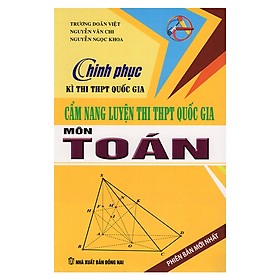 TRƯƠNG DOÃN VIỆT
NGUYỄN VĂN CHI
NGUYỄN NGỌC KHOA
Chinh phục
KÌ THI THPT QUỐC GIA
CẨM NANG LUYỆN THI THPT QUỐC GIA
MÔN
TOÁN
PHIÊN BẢN MỚI NHẤT
NHÀ XUẤT BẢN ĐỒNG NAI